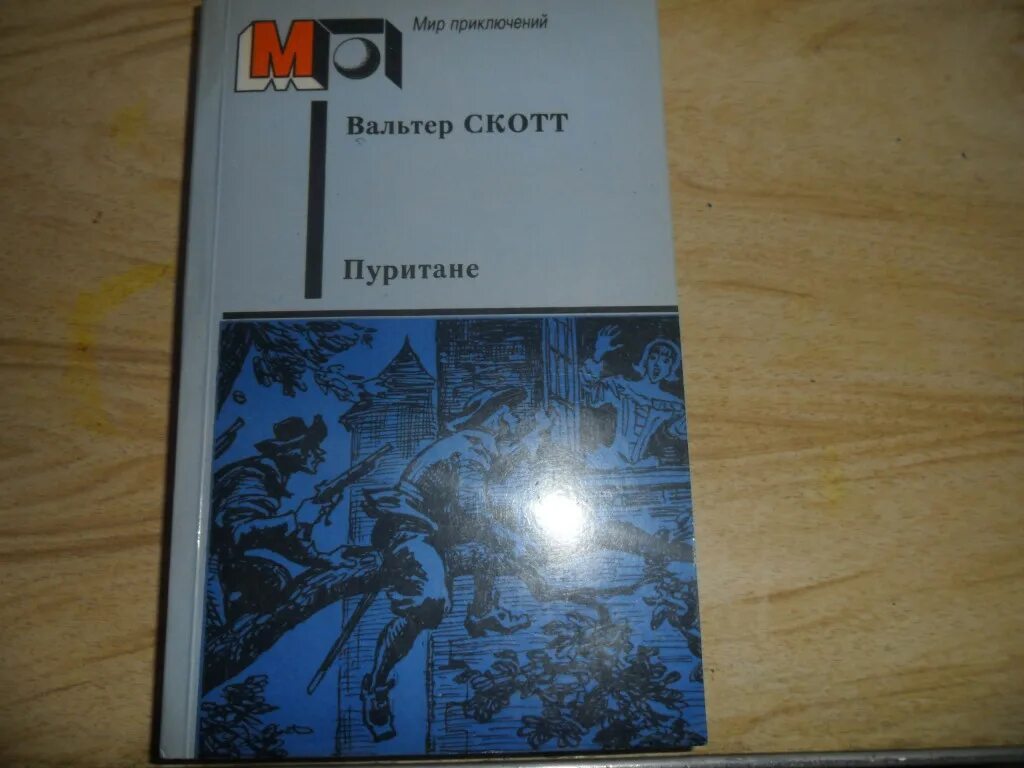 М
Мир приключений
Вальтер СКОТТ
Пуритане